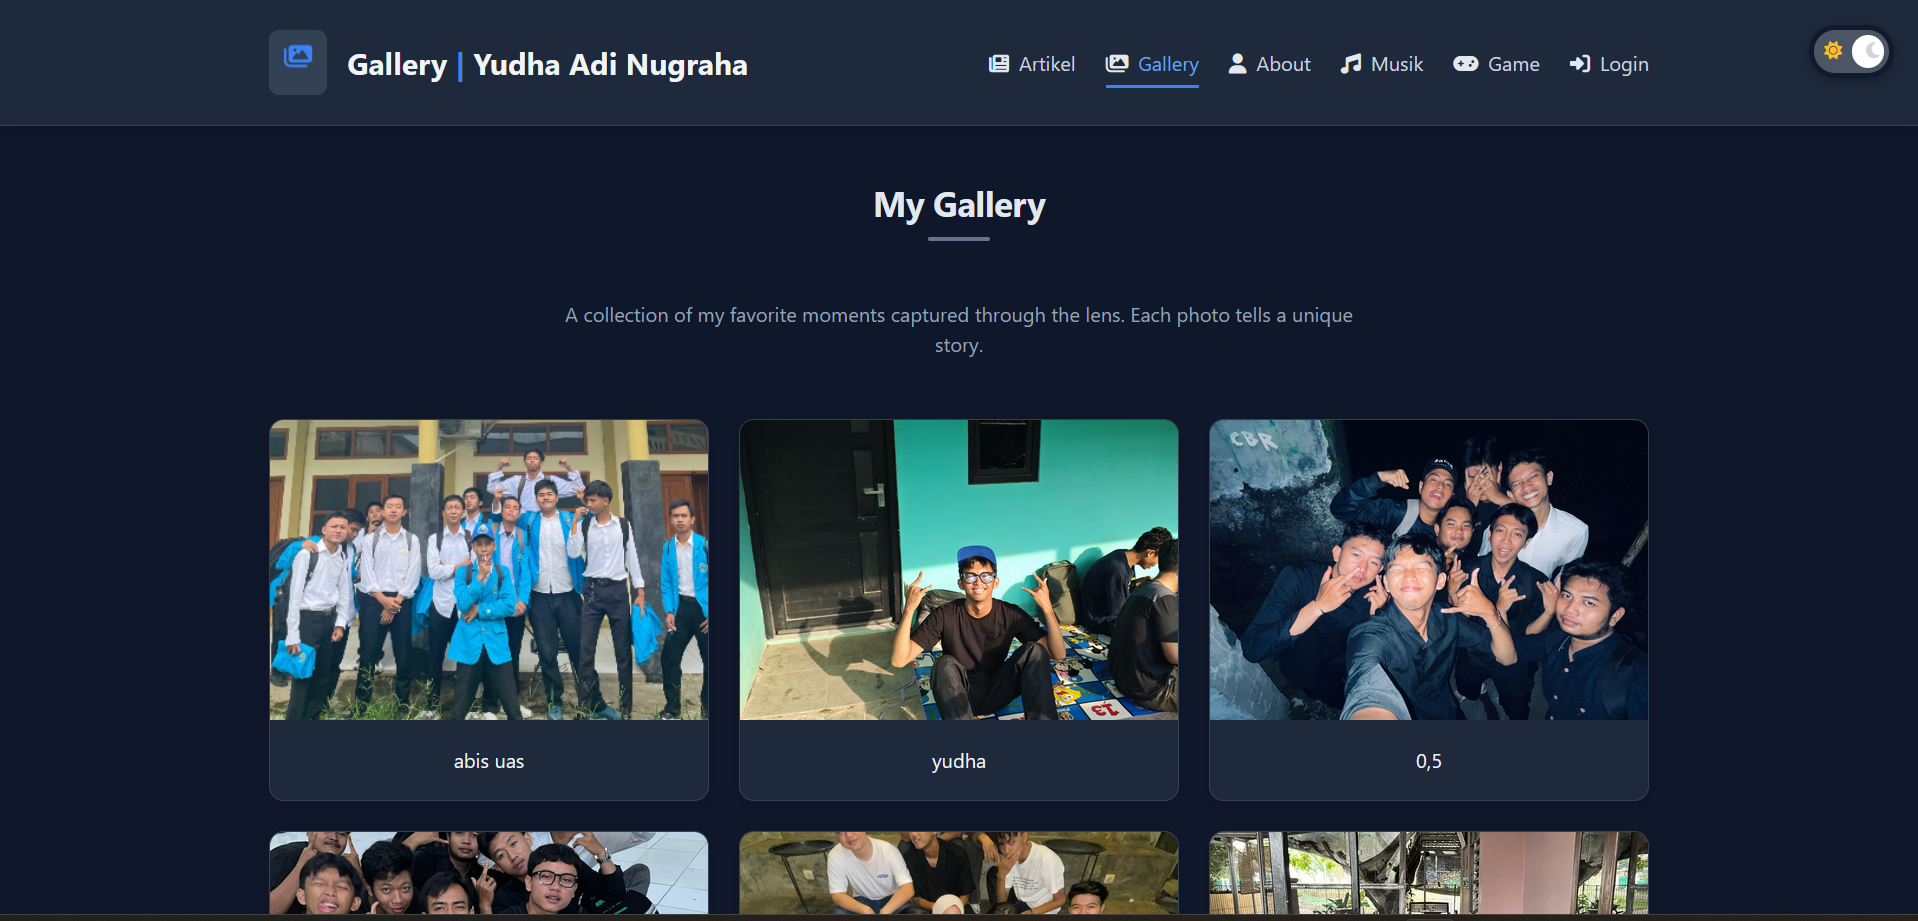 Gallery | Yudha Adi Nugraha
Artikel
Gallery
About
Musik
Game
Login
My Gallery
A collection of my favorite moments captured through the lens. Each photo tells a unique
story.
CBR
13
abis uas
yudha
0,5